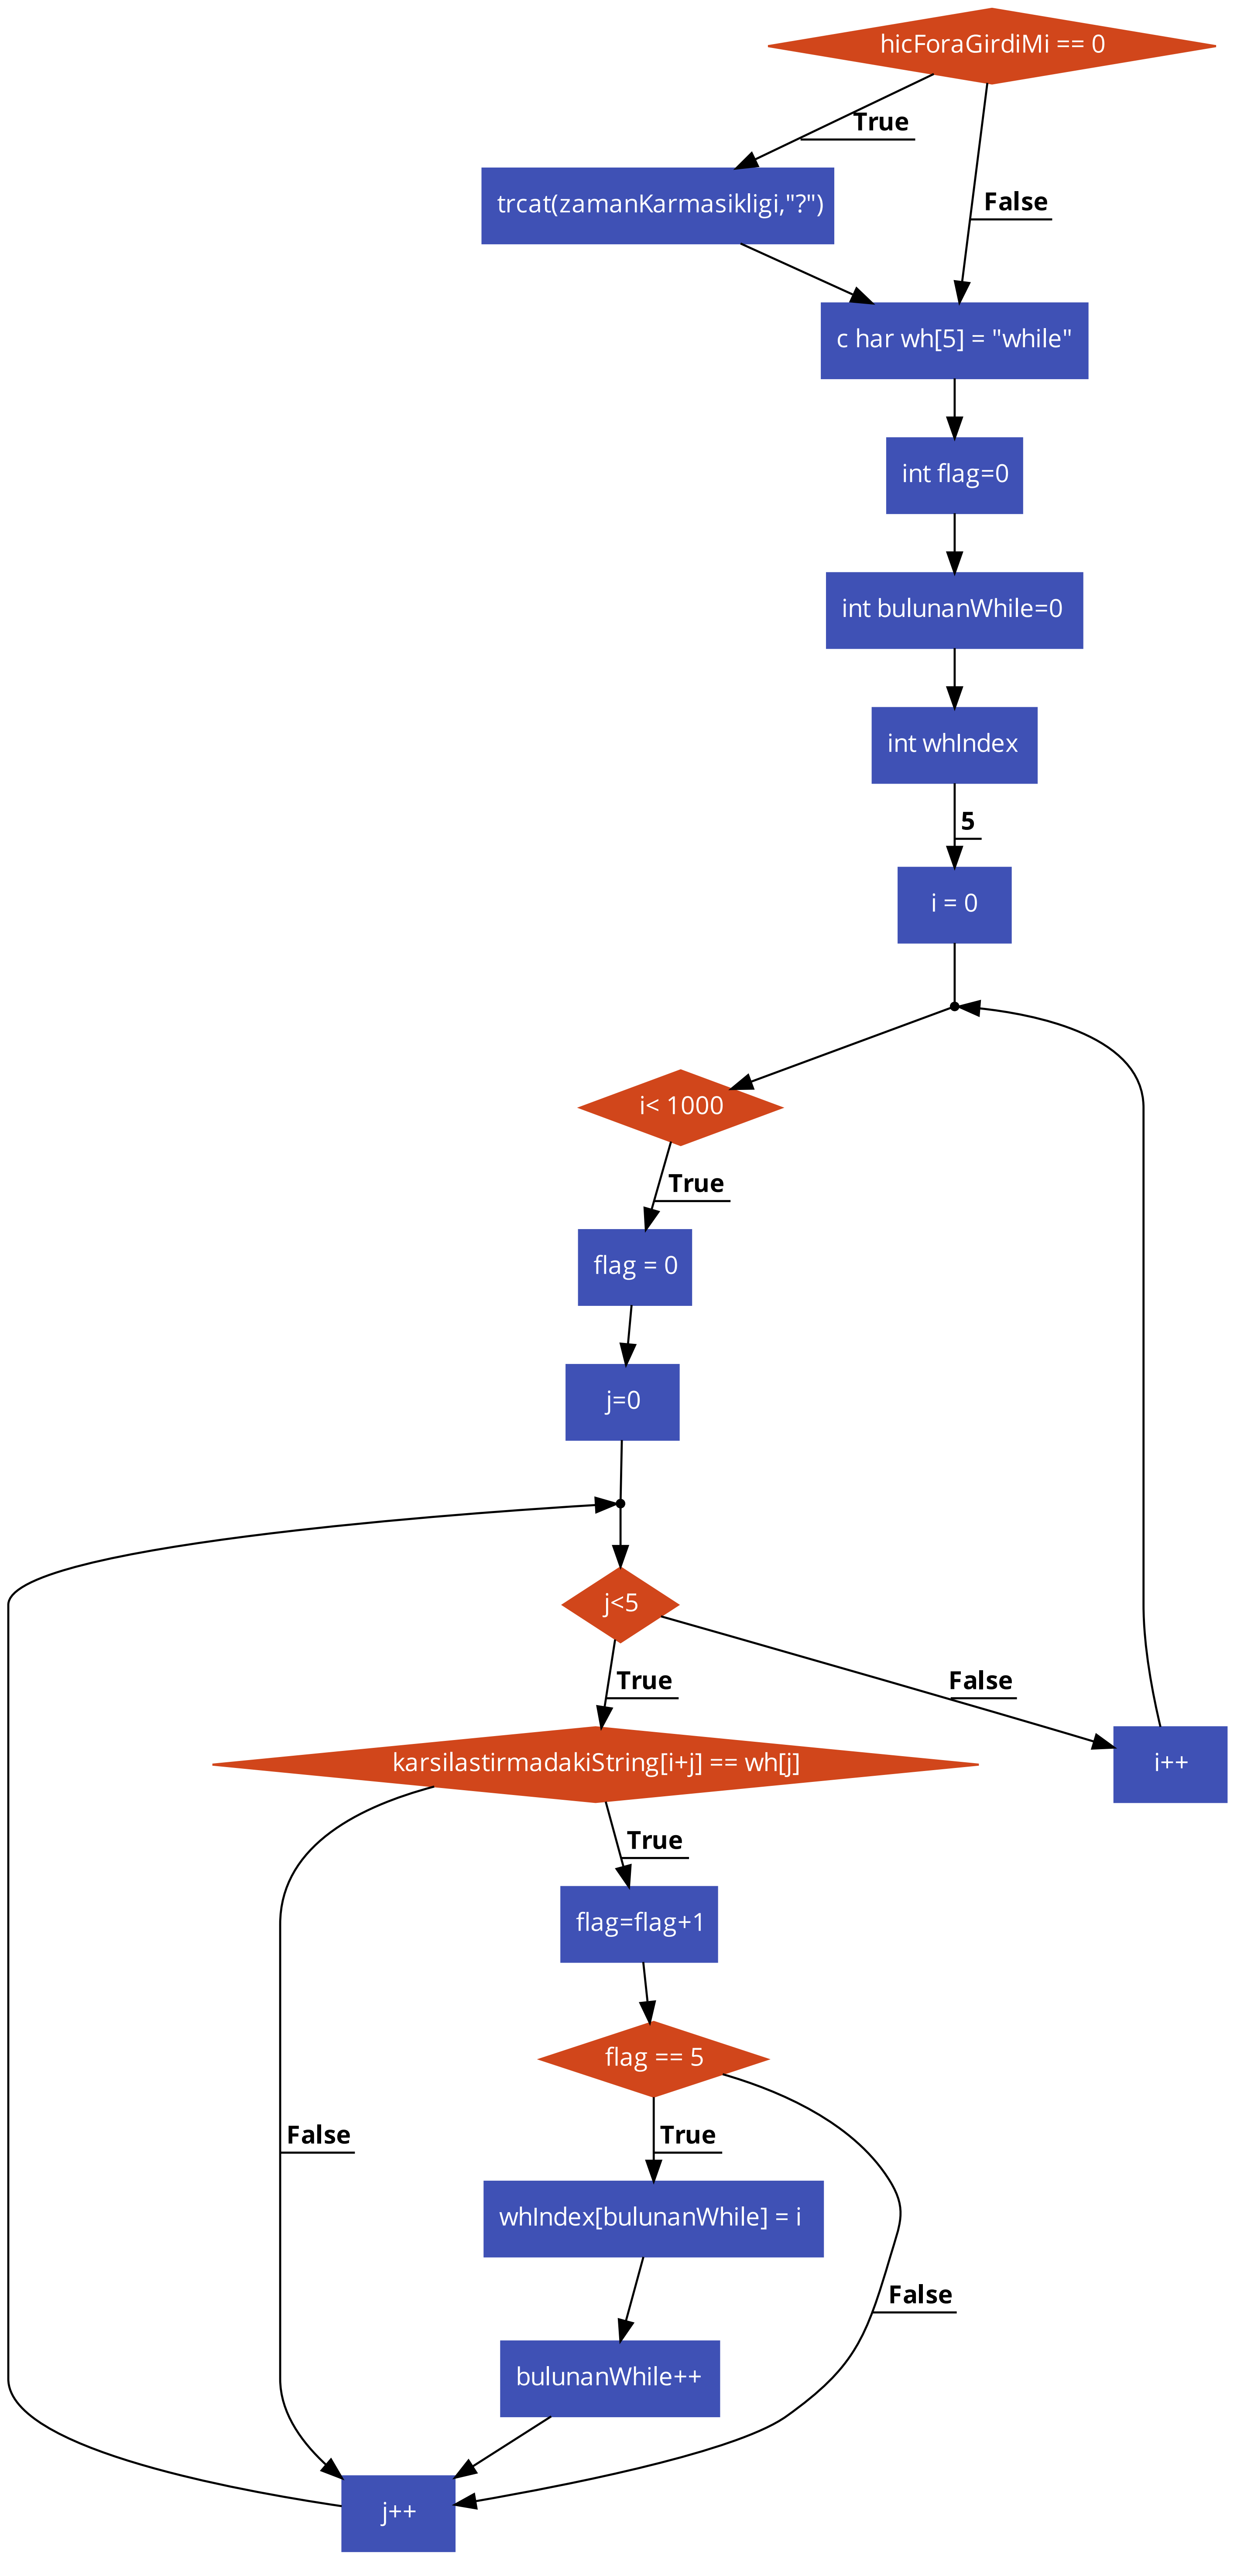 hicForaGirdiMi == 0
True
trcat(zamanKarmasikligi,"?")
False
c har wh[5] = "while"
int flag=0
int bulunanWhile=0
int whIndex
5
i = 0
i< 1000
True
flag = 0
j=0
j<5
True
False
karsilastirmadakiString[i+j] == wh[j]
i++
True
flag=flag+1
flag == 5
False
True
whIndex[bulunanWhile] = i
False
bulunanWhile++
j++